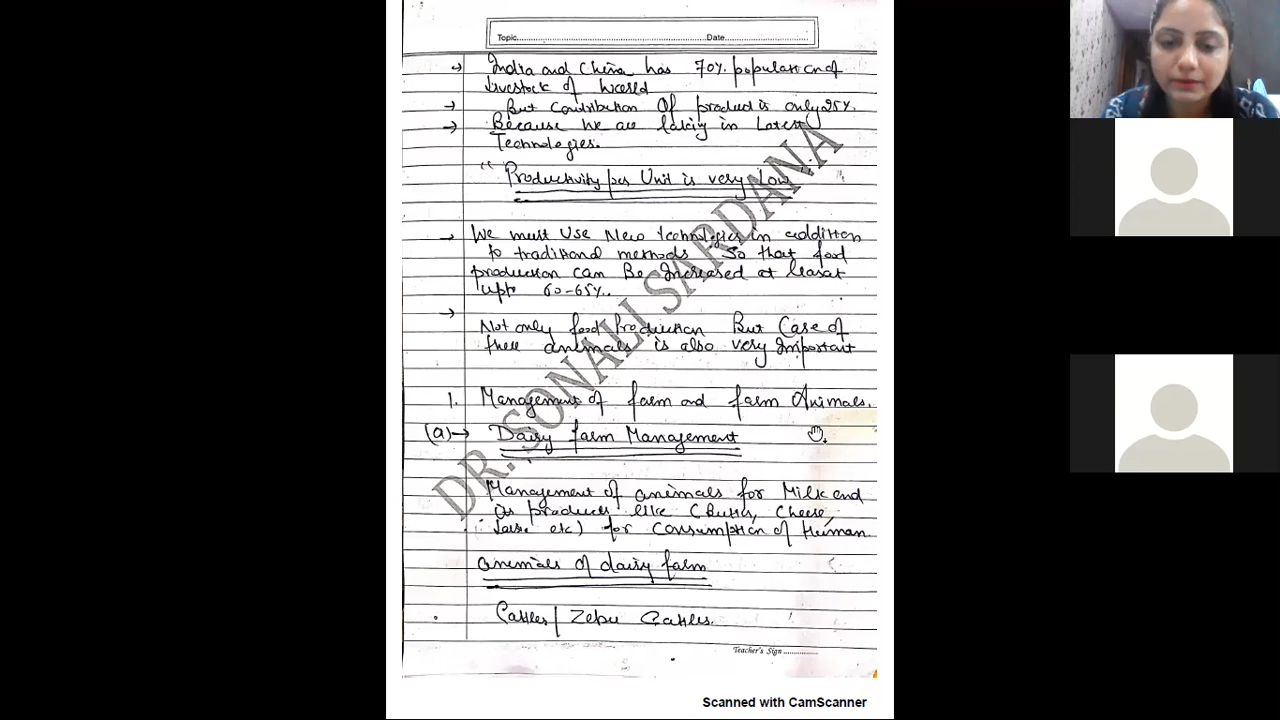 Topic................................................................Date...........................
→ India and China has 70% population of
livestock of World
→ But Contribution Of product is only 25%.
→ Because we are laking in Latest
Technologies.
" Productivity per Unit is very Low "
→ We must Use New technologies in addition
to traditional methods So that food
production can Be Increased at leasat
upto 60-65%.
→
Not only food Production But Care of
these animals is also very Important
1. Management of farm and farm Animals.
(a)→ Dairy farm Management
Management of animals for Milk and
its products like (Butter, Cheese,
etc) for Consumption of Human
animals of dairy farm
Cattles / Zebu Cattles.
Teacher's Sign ..............
DR. SONALI SARDANA
Scanned with CamScanner